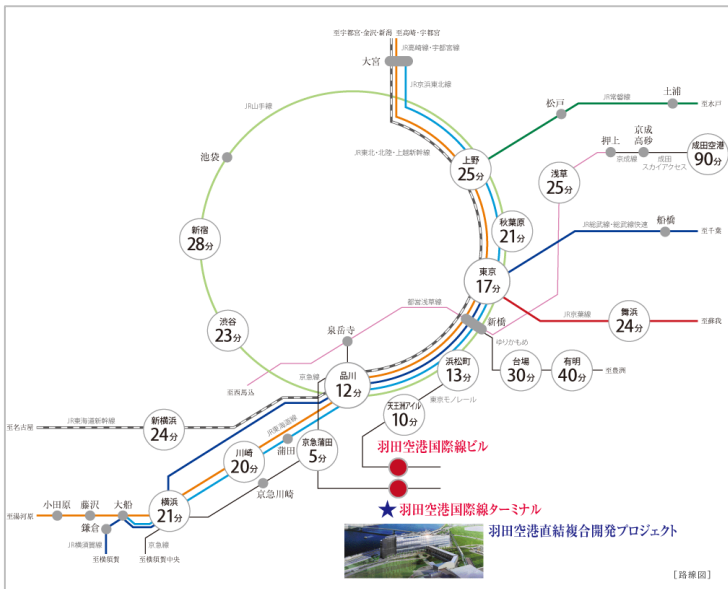 至宇都宮・金沢・新潟 至高崎・宇都宮
JR高崎線・宇都宮線
大宮
JR京浜東北線
JR山手線
JR東北・北陸・上越新幹線
池袋
上野
25分
松戸
JR常磐線
土浦
至水戸
押上
京成
高砂
京成線
成田
スカイアクセス
成田空港
90分
浅草
25分
新宿
28分
秋葉原
21分
JR総武線・総武線快速
船橋
至千葉
東京
17分
都営浅草線
新橋
JR京葉線
舞浜
24分
至蘇我
渋谷
23分
泉岳寺
ゆりかもめ
浜松町
13分
台場
30分
有明
40分
至豊洲
京急線
品川
12分
至西馬込
東京モノレール
天王洲アイル
10分
至名古屋
JR東海道新幹線
新横浜
24分
JR東海道線
蒲田
京急蒲田
5分
羽田空港国際線ビル
川崎
20分
京急川崎
羽田空港国際線ターミナル
至湯河原
小田原
藤沢
大船
横浜
21分
鎌倉
JR横須賀線
至横須賀
京急線
至横須賀中央
羽田空港直結複合開発プロジェクト
[路線図]